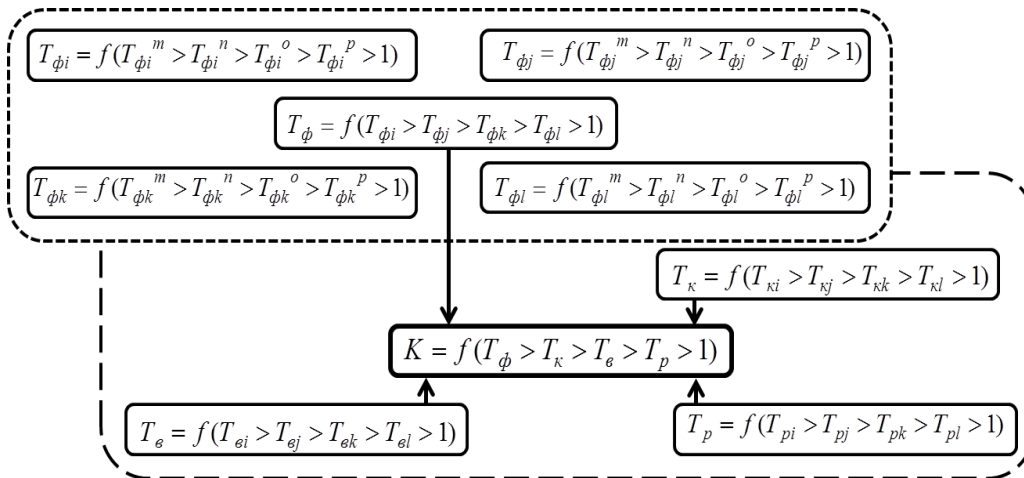 T_фi = f(T_фi^m > T_фi^n > T_фi^o > T_фi^p > 1)
T_фj = f(T_фj^m > T_фj^n > T_фj^o > T_фj^p > 1)
T_ф = f(T_фi > T_фj > T_фk > T_фl > 1)
T_фk = f(T_фk^m > T_фk^n > T_фk^o > T_фk^p > 1)
T_фl = f(T_фl^m > T_фl^n > T_фl^o > T_фl^p > 1)
T_к = f(T_кi > T_кj > T_кk > T_кl > 1)
K = f(T_ф > T_к > T_в > T_р > 1)
T_в = f(T_вi > T_вj > T_вk > T_вl > 1)
T_р = f(T_рi > T_рj > T_рk > T_рl > 1)